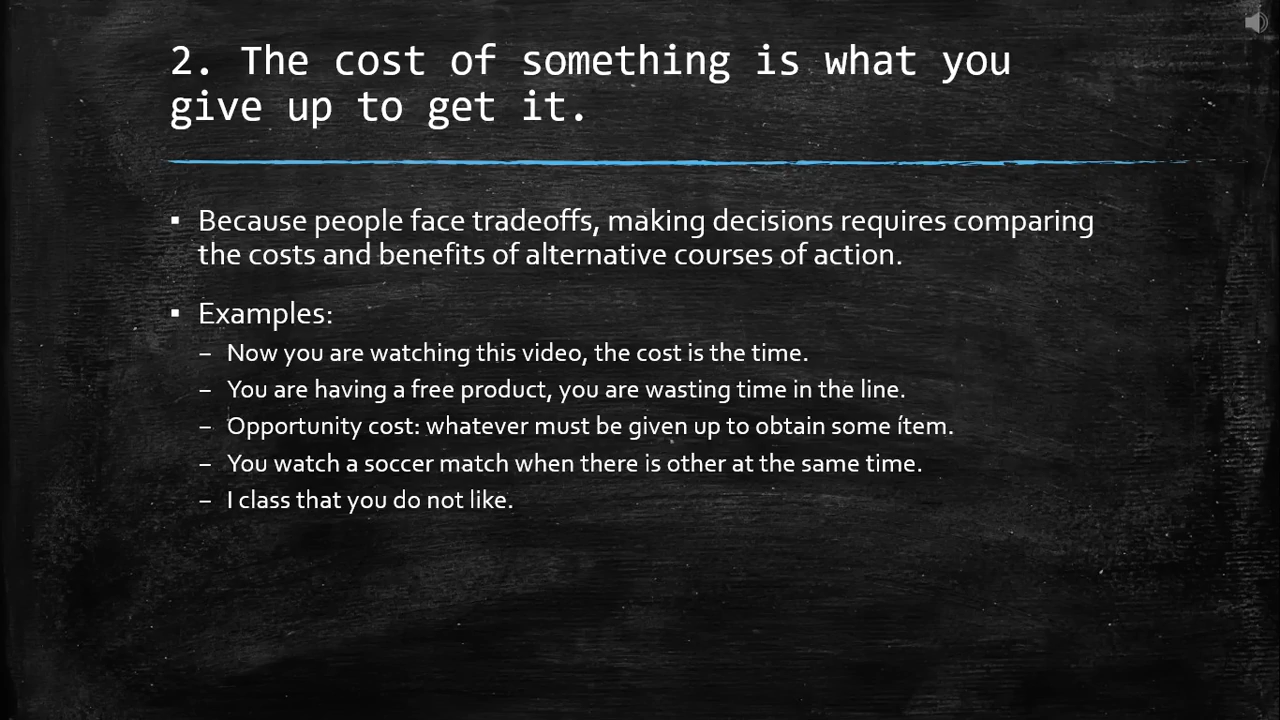 2. The cost of something is what you
give up to get it.
▪ Because people face tradeoffs, making decisions requires comparing
the costs and benefits of alternative courses of action.
▪ Examples:
– Now you are watching this video, the cost is the time.
– You are having a free product, you are wasting time in the line.
– Opportunity cost: whatever must be given up to obtain some ítem.
– You watch a soccer match when there is other at the same time.
– I class that you do not like.